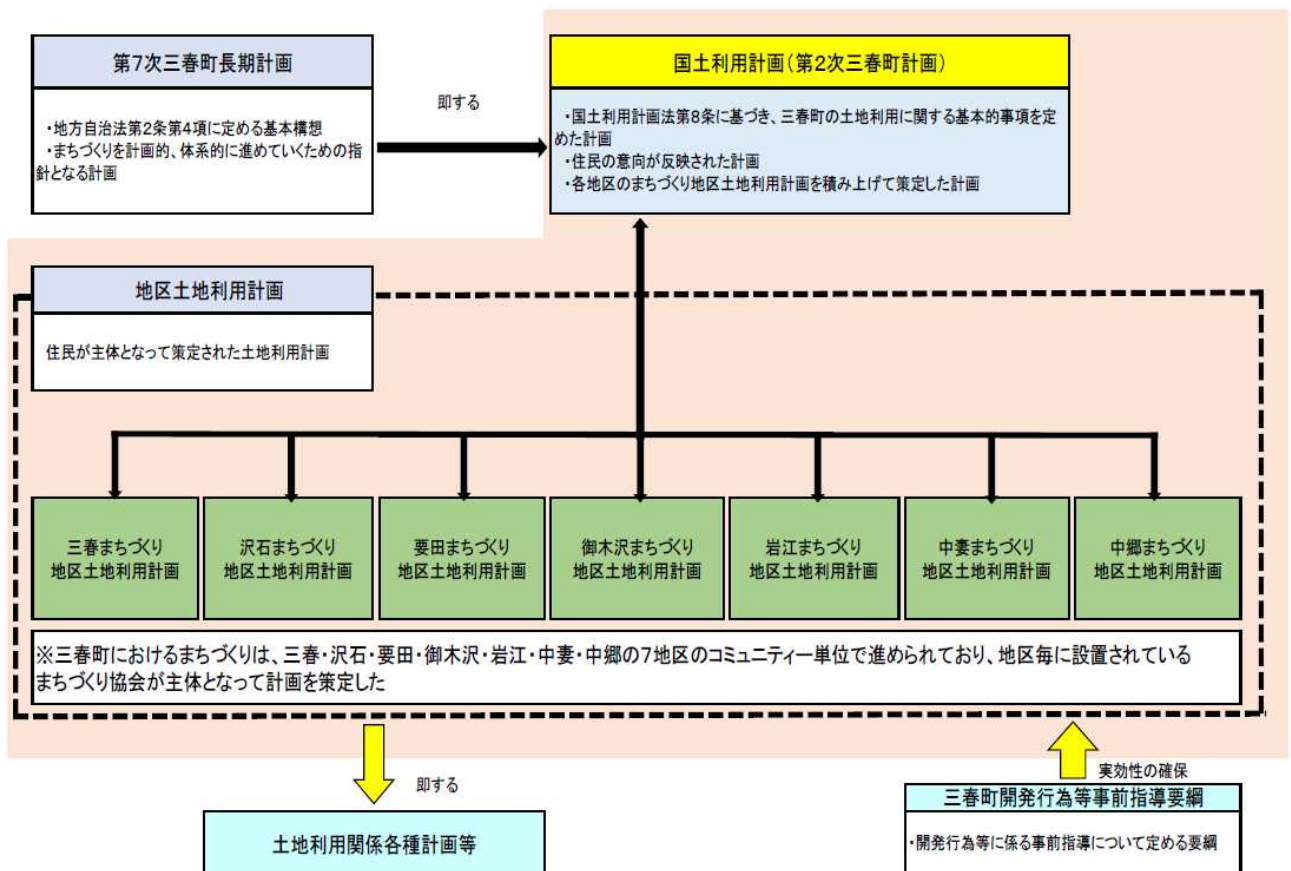 第7次三春町長期計画
・地方自治法第2条第4項に定める基本構想
・まちづくりを計画的、体系的に進めていくための指
針となる計画
即する
国土利用計画(第2次三春町計画)
・国土利用計画法第8条に基づき、三春町の土地利用に関する基本的事項を定
めた計画
・住民の意向が反映された計画
・各地区のまちづくり地区土地利用計画を積み上げて策定した計画
地区土地利用計画
住民が主体となって策定された土地利用計画
三春まちづくり
地区土地利用計画
沢石まちづくり
地区土地利用計画
要田まちづくり
地区土地利用計画
御木沢まちづくり
地区土地利用計画
岩江まちづくり
地区土地利用計画
中妻まちづくり
地区土地利用計画
中郷まちづくり
地区土地利用計画
※三春町におけるまちづくりは、三春・沢石・要田・御木沢・岩江・中妻・中郷の7地区のコミュニティー単位で進められており、地区毎に設置されている
まちづくり協会が主体となって計画を策定した
即する
土地利用関係各種計画等
実効性の確保
三春町開発行為等事前指導要綱
・開発行為等に係る事前指導について定める要綱